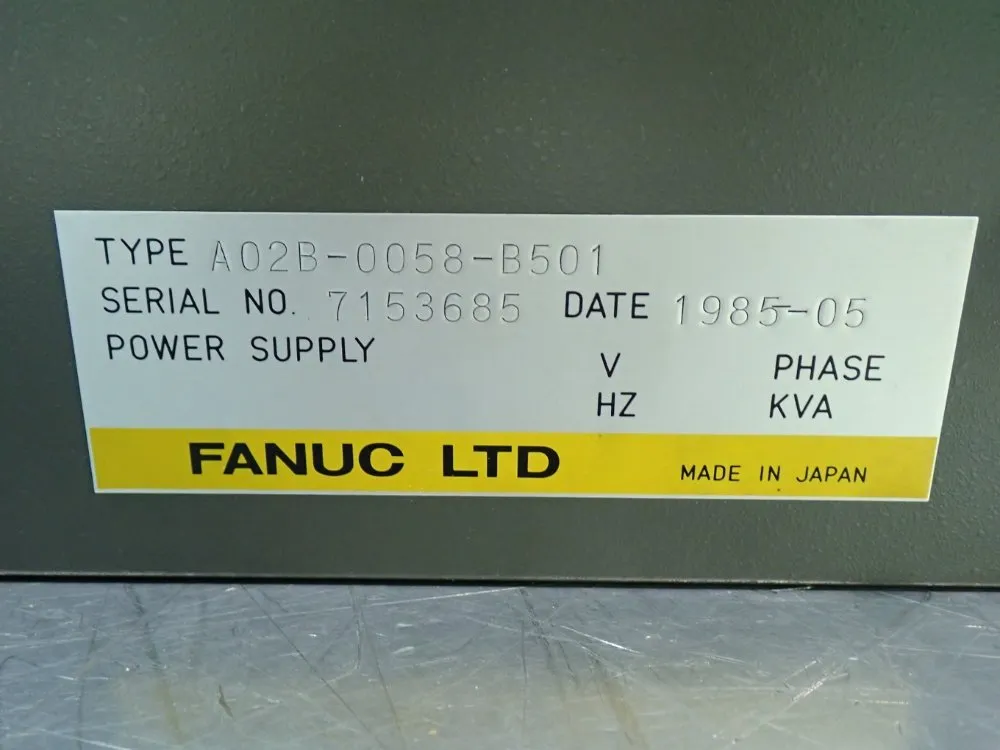 TYPE A02B-0058-B501
SERIAL NO. 7153685 DATE 1985-05
POWER SUPPLY V PHASE
HZ KVA
FANUC LTD MADE IN JAPAN